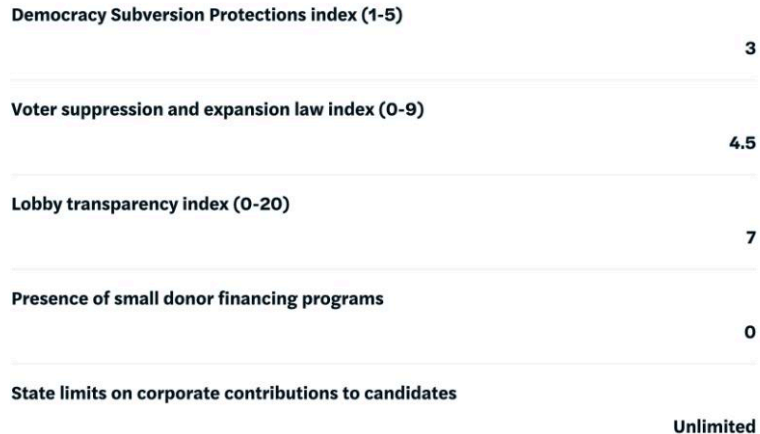 Democracy Subversion Protections index (1-5)
3
Voter suppression and expansion law index (0-9)
4.5
Lobby transparency index (0-20)
7
Presence of small donor financing programs
0
State limits on corporate contributions to candidates
Unlimited